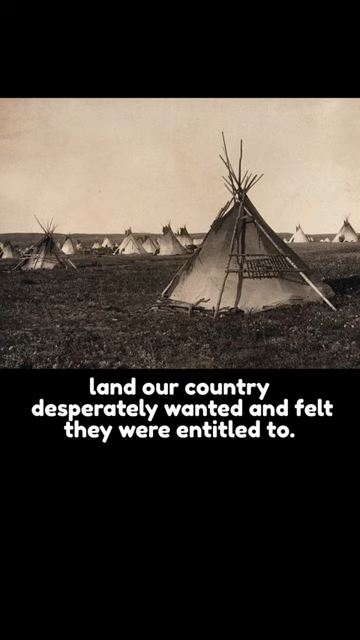 land our country
desperately wanted and felt
they were entitled to.